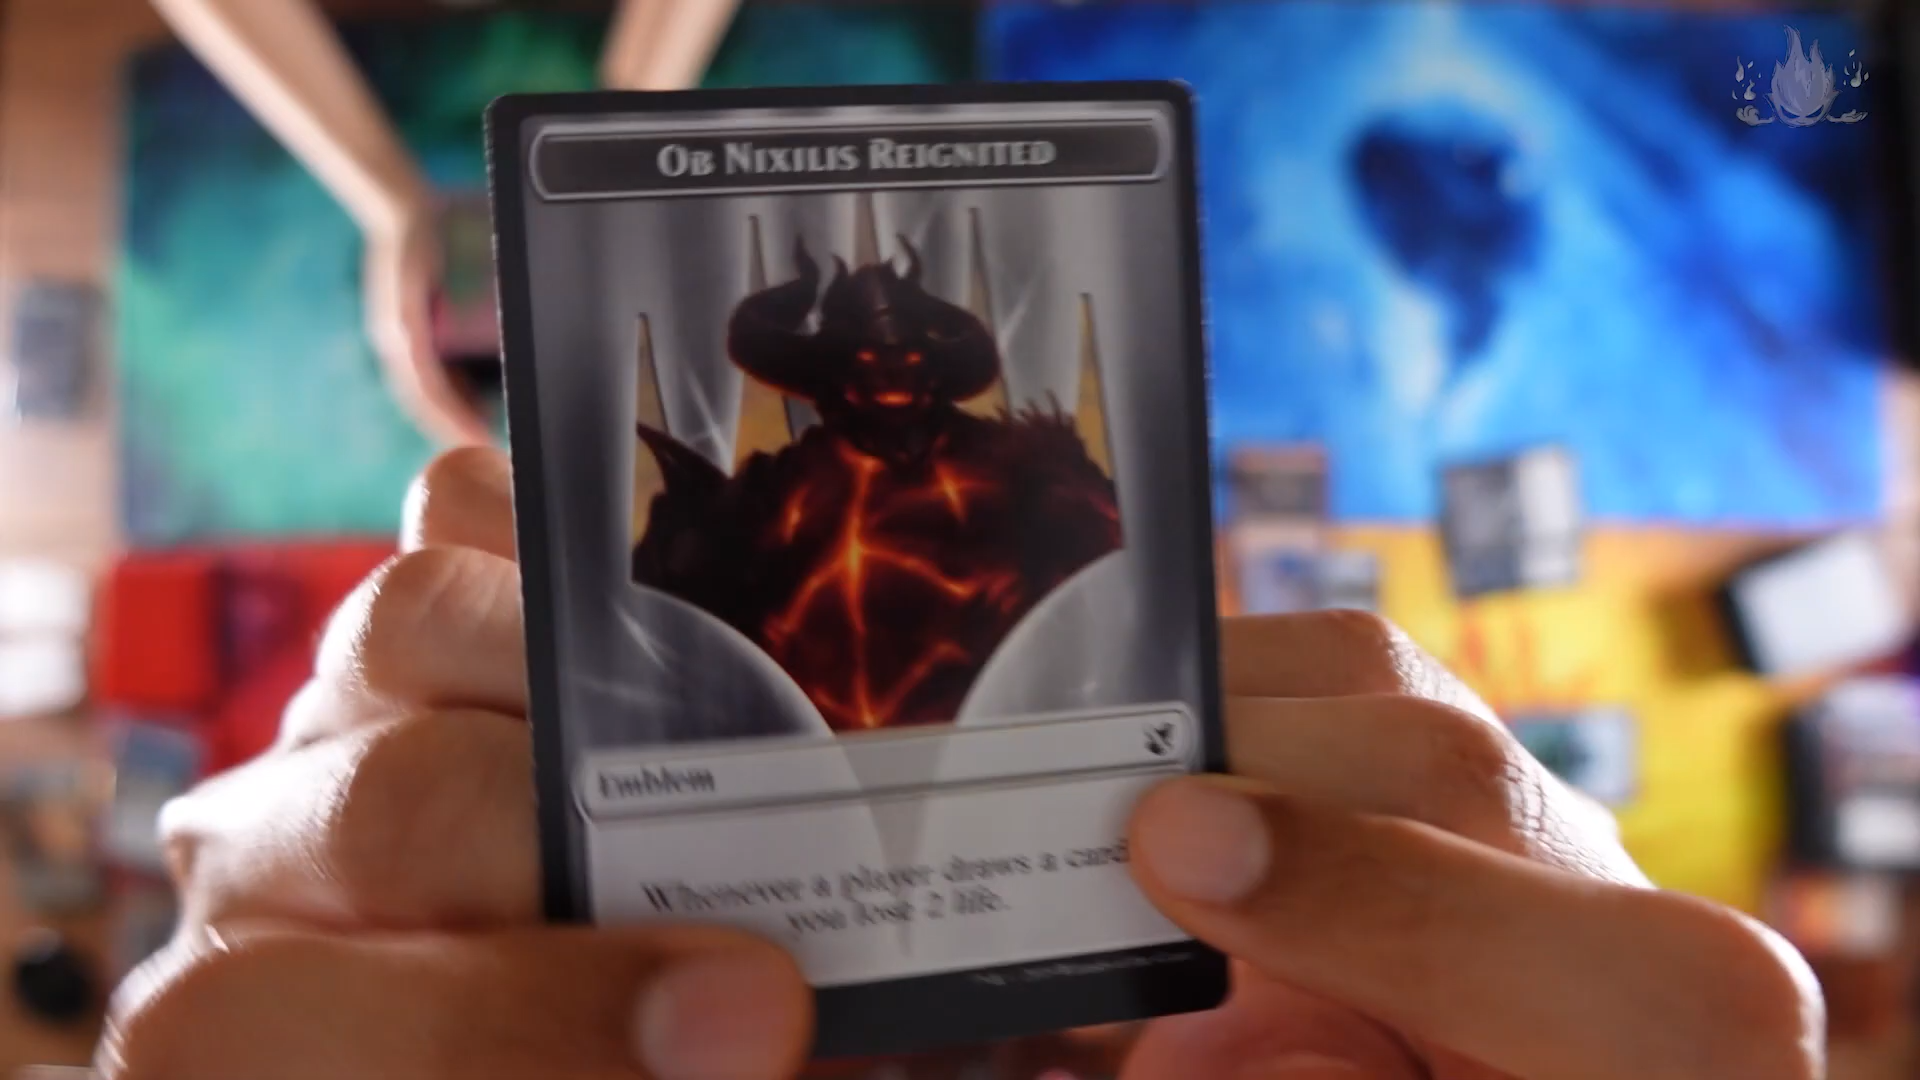 Ob Nixilis Reignited
Emblem
Whenever a player draws a card
you lose 2 life.